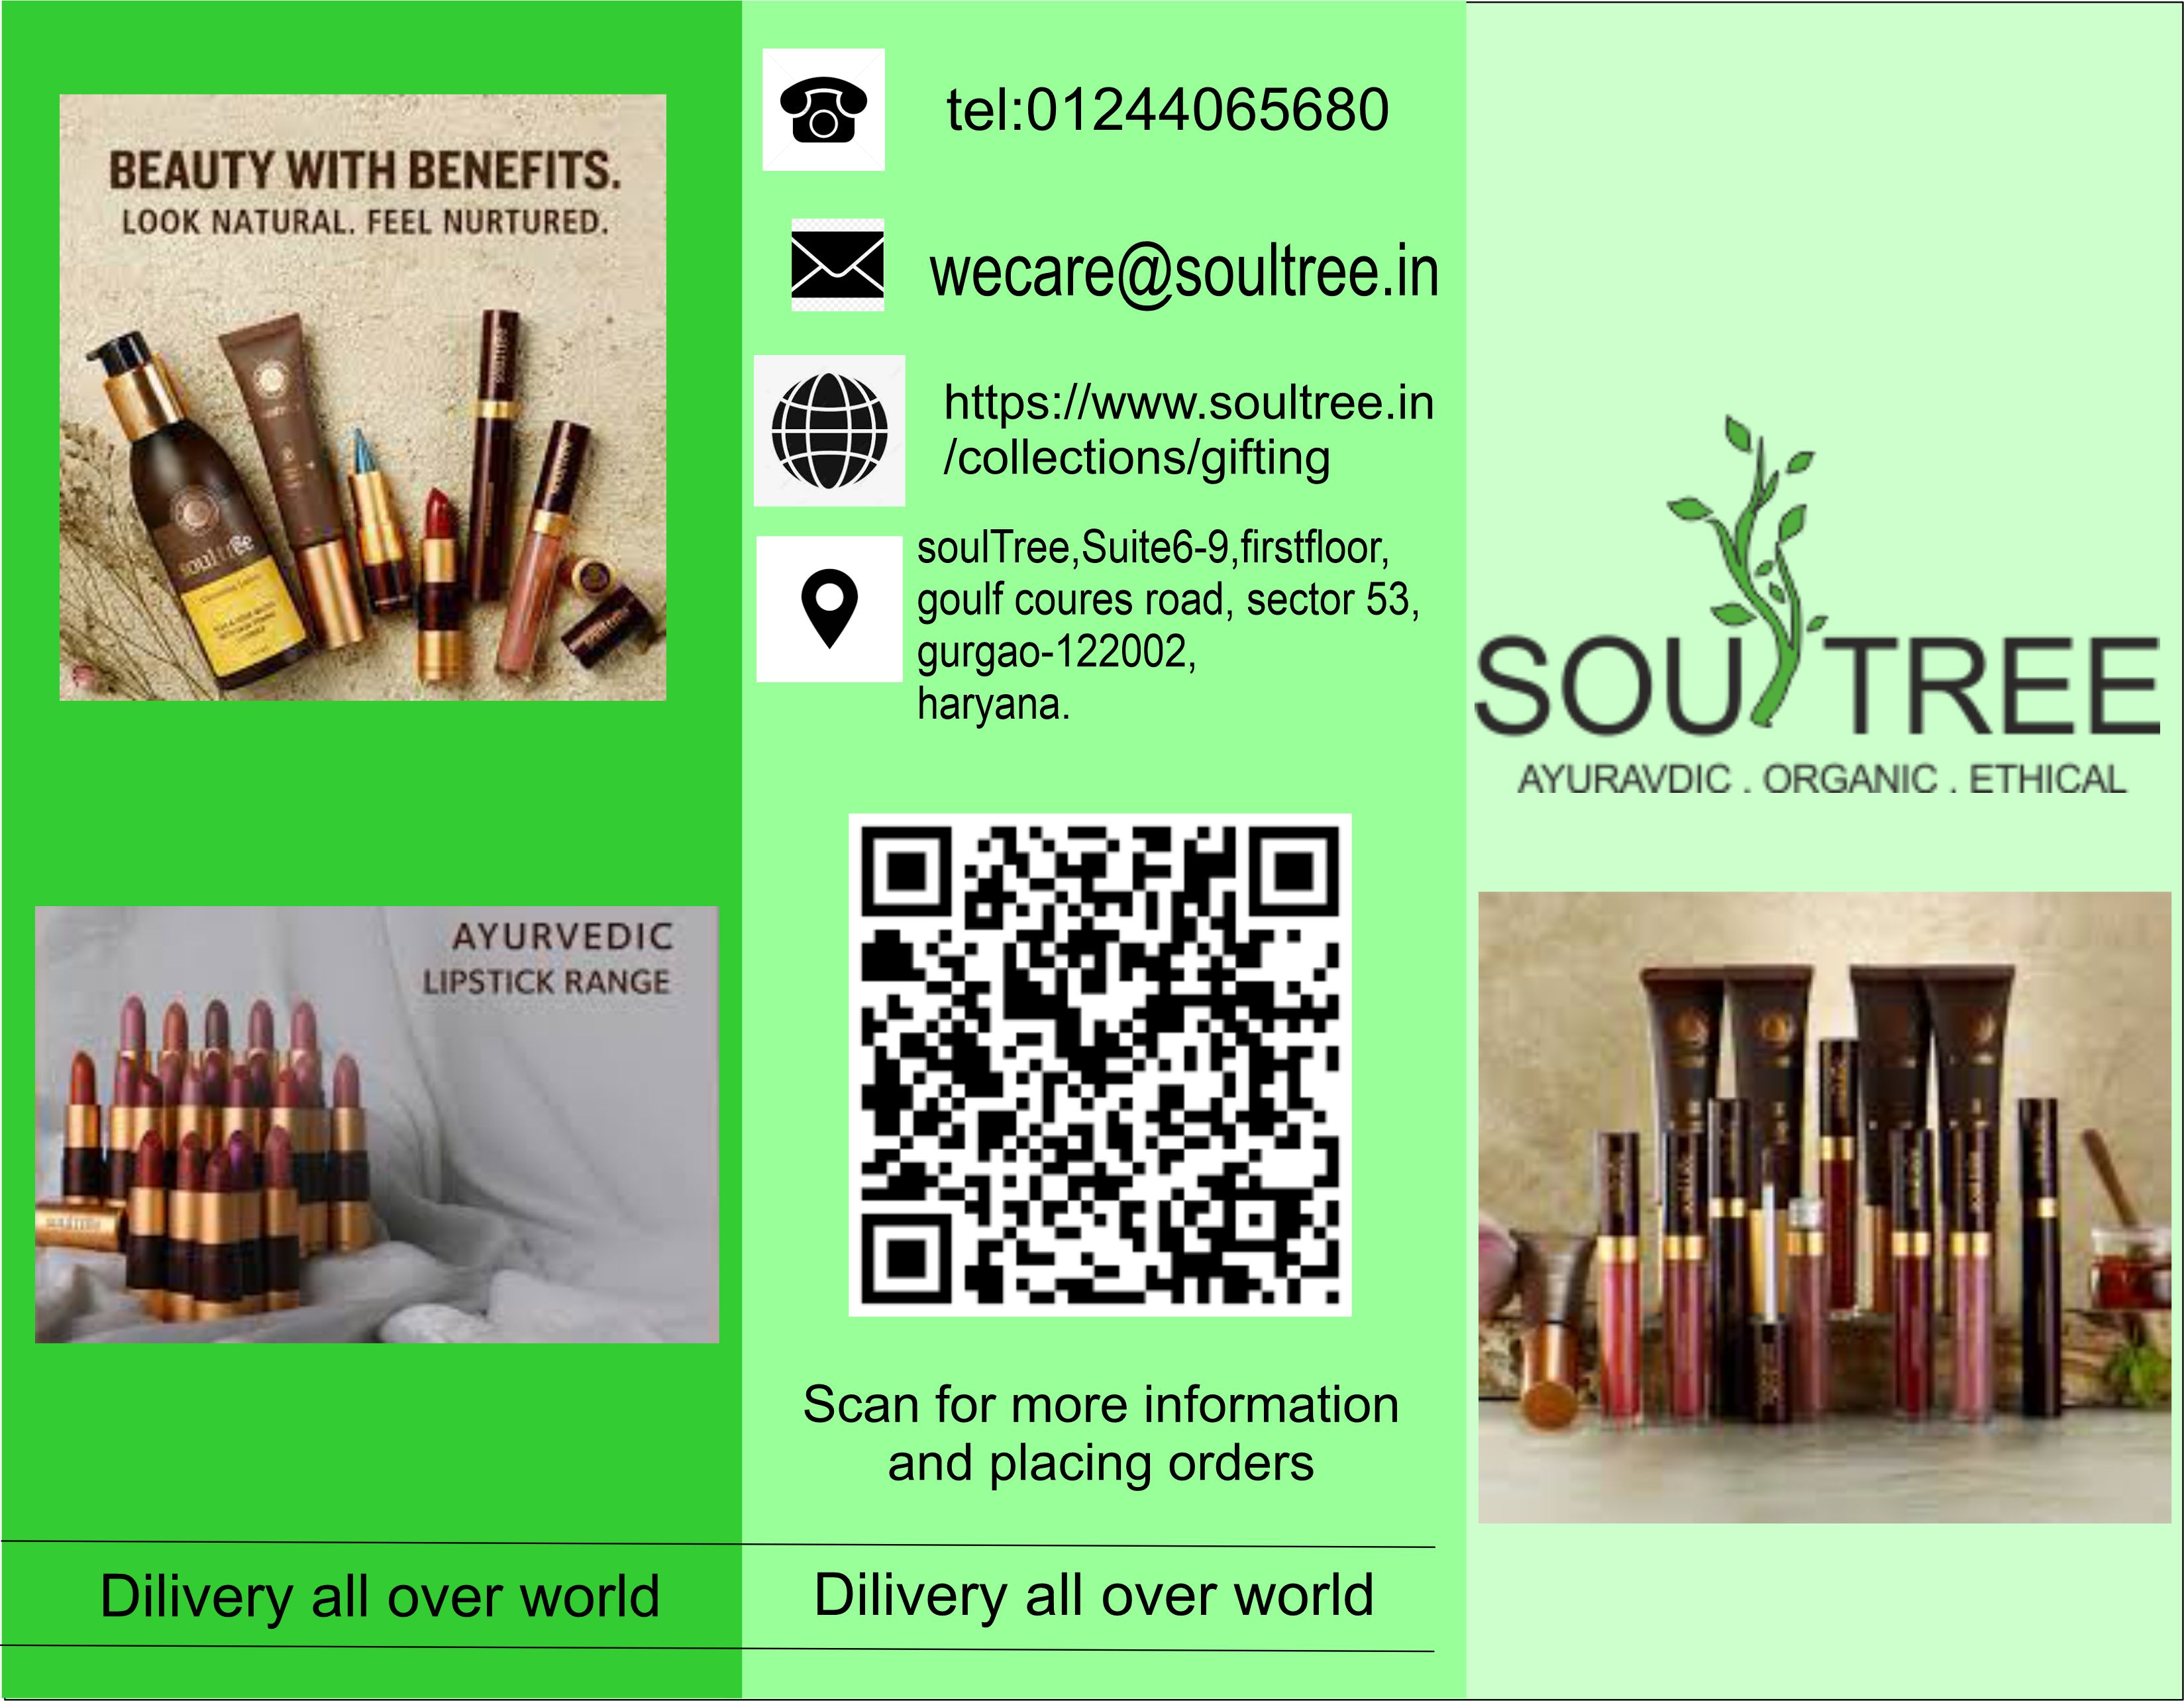 BEAUTY WITH BENEFITS.
LOOK NATURAL. FEEL NURTURED.
soultree
AYURVEDIC
LIPSTICK RANGE
Dilivery all over world
tel:01244065680
wecare@soultree.in
https://www.soultree.in
/collections/gifting
soulTree,Suite6-9,firstfloor,
goulf coures road, sector 53,
gurgao-122002,
haryana.
Scan for more information
and placing orders
Dilivery all over world
SOULTREE
AYURAVDIC . ORGANIC . ETHICAL